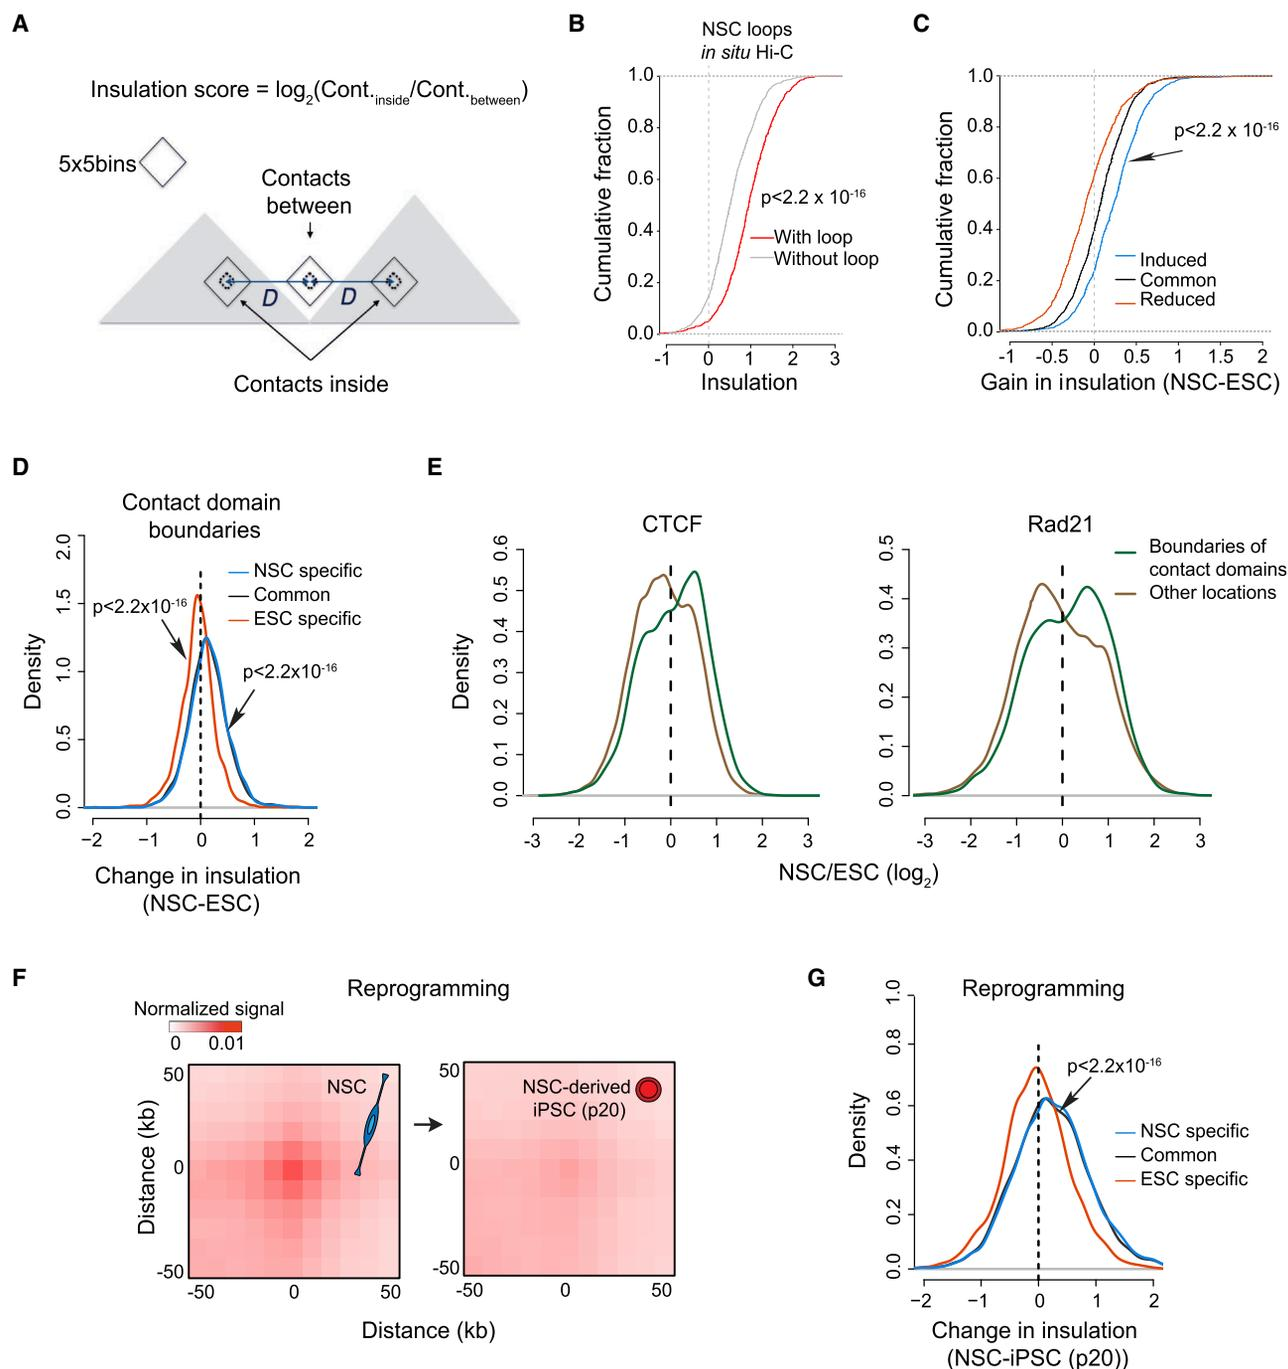 A
Insulation score = log2(Cont.inside/Cont.between)
5x5bins
Contacts
between
D
D
Contacts inside
B
NSC loops
in situ Hi-C
Cumulative fraction
1.0
0.8
0.6
0.4
0.2
0.0
p<2.2 x 10-16
With loop
Without loop
-1 0 1 2 3
Insulation
C
Cumulative fraction
1.0
0.8
0.6
0.4
0.2
0.0
p<2.2 x 10-16
Induced
Common
Reduced
-1 -0.5 0 0.5 1 1.5 2
Gain in insulation (NSC-ESC)
D
Contact domain
boundaries
Density
2.0
1.5
1.0
0.5
0.0
NSC specific
Common
ESC specific
p<2.2x10-16
p<2.2x10-16
−2 −1 0 1 2
Change in insulation
(NSC-ESC)
E
CTCF
Density
0.6
0.5
0.4
0.3
0.2
0.1
0.0
-3 -2 -1 0 1 2 3
Rad21
0.5
0.4
0.3
0.2
0.1
0.0
Boundaries of
contact domains
Other locations
-3 -2 -1 0 1 2 3
NSC/ESC (log2)
F
Reprogramming
Normalized signal
0 0.01
Distance (kb)
50
0
-50
NSC
-50 0 50
50
0
-50
NSC-derived
iPSC (p20)
-50 0 50
Distance (kb)
G
Reprogramming
Density
1.0
0.8
0.6
0.4
0.2
0.0
p<2.2x10-16
NSC specific
Common
ESC specific
−2 −1 0 1 2
Change in insulation
(NSC-iPSC (p20))